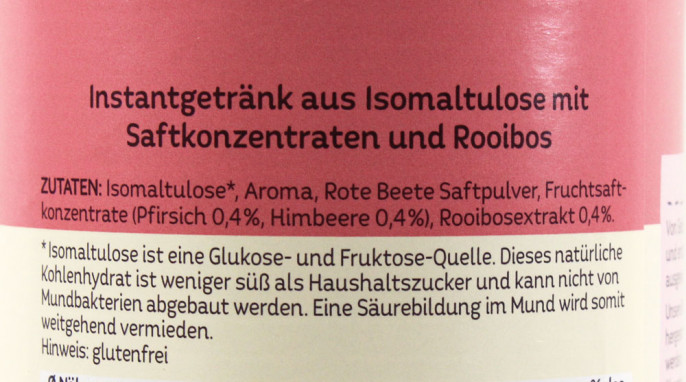 Instantgetränk aus Isomaltulose mit
Saftkonzentraten und Rooibos
ZUTATEN: Isomaltulose*, Aroma, Rote Beete Saftpulver, Fruchtsaft-
konzentrate (Pfirsich 0,4%, Himbeere 0,4%), Rooibosextrakt 0,4%.
*Isomaltulose ist eine Glukose- und Fruktose-Quelle. Dieses natürliche
Kohlenhydrat ist weniger süß als Haushaltszucker und kann nicht von
Mundbakterien abgebaut werden. Eine Säurebildung im Mund wird somit
weitgehend vermieden.
Hinweis: glutenfrei